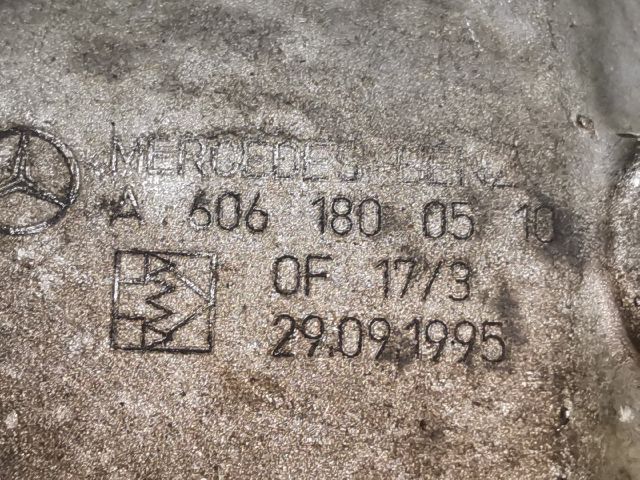 MERCEDES-BENZ
A 606 180 05 10
OF 17/3
29.09.1995